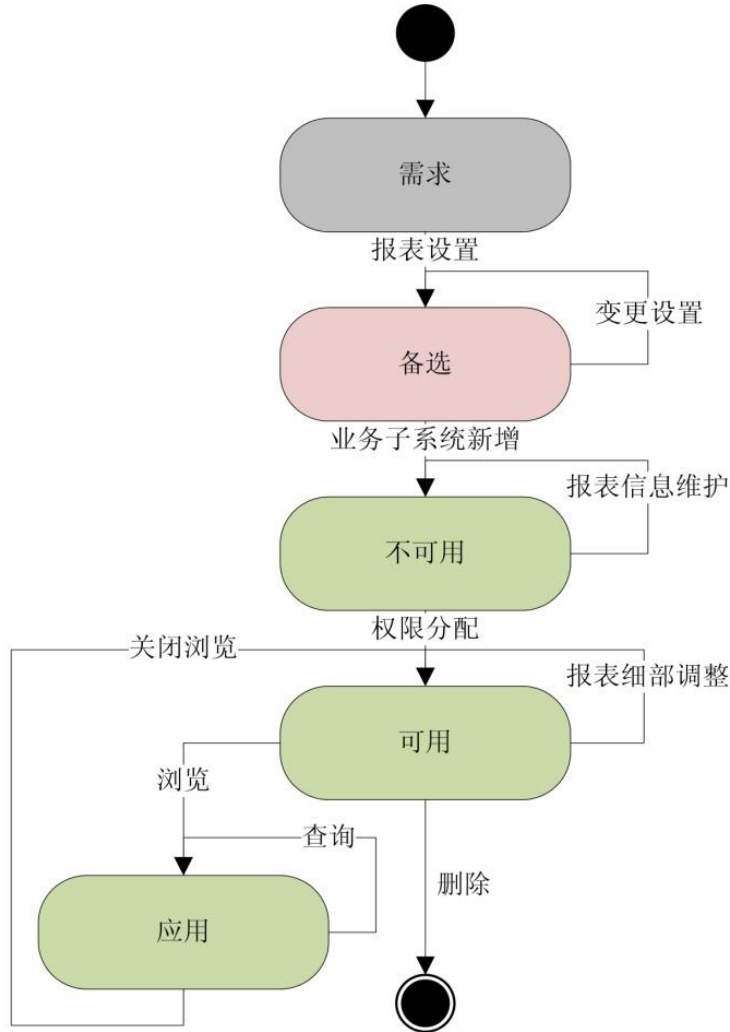 需求
报表设置
变更设置
备选
业务子系统新增
报表信息维护
不可用
权限分配
关闭浏览
报表细部调整
可用
浏览
查询
删除
应用